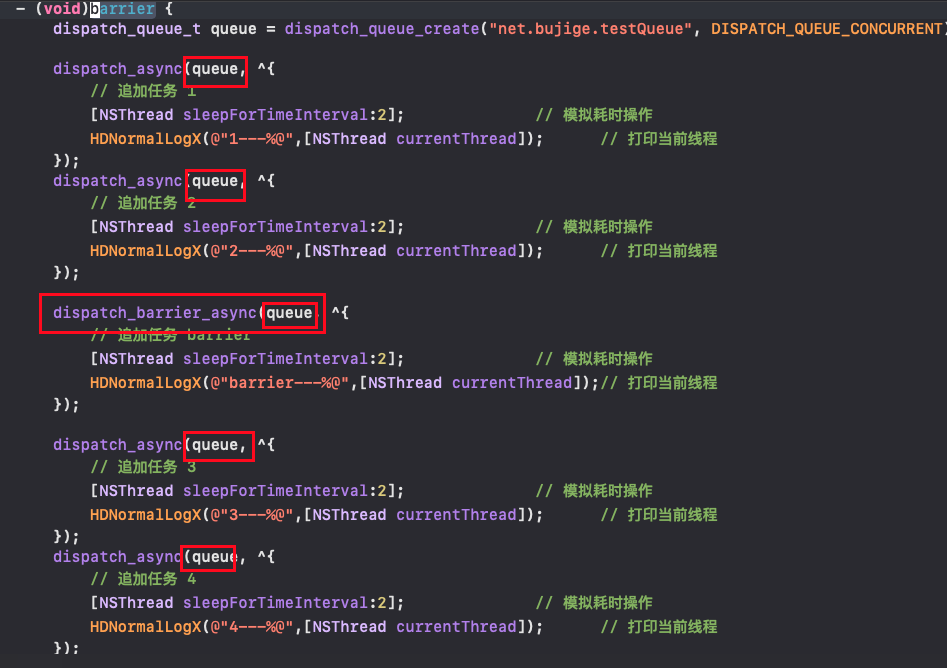 - (void)barrier {
dispatch_queue_t queue = dispatch_queue_create("net.bujige.testQueue", DISPATCH_QUEUE_CONCURRENT)
dispatch_async(queue, ^{
// 追加任务 1
[NSThread sleepForTimeInterval:2]; // 模拟耗时操作
HDNormalLogX(@"1---%@",[NSThread currentThread]); // 打印当前线程
});
dispatch_async(queue, ^{
// 追加任务 2
[NSThread sleepForTimeInterval:2]; // 模拟耗时操作
HDNormalLogX(@"2---%@",[NSThread currentThread]); // 打印当前线程
});
dispatch_barrier_async(queue, ^{
// 追加任务 barrier
[NSThread sleepForTimeInterval:2]; // 模拟耗时操作
HDNormalLogX(@"barrier---%@",[NSThread currentThread]);// 打印当前线程
});
dispatch_async(queue, ^{
// 追加任务 3
[NSThread sleepForTimeInterval:2]; // 模拟耗时操作
HDNormalLogX(@"3---%@",[NSThread currentThread]); // 打印当前线程
});
dispatch_async(queue, ^{
// 追加任务 4
[NSThread sleepForTimeInterval:2]; // 模拟耗时操作
HDNormalLogX(@"4---%@",[NSThread currentThread]); // 打印当前线程
});